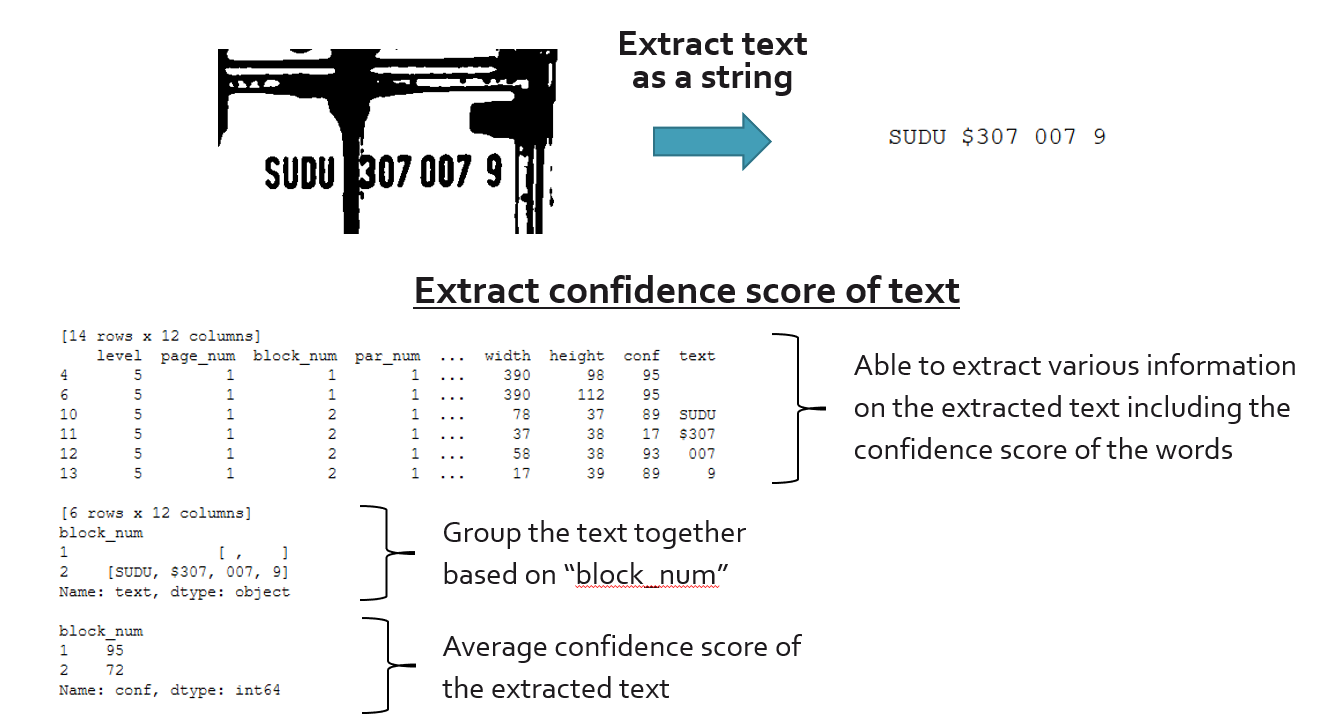 Extract text
as a string
SUDU 307 007 9
SUDU $307 007 9
Extract confidence score of text
[14 rows x 12 columns]
level page_num block_num par_num ... width height conf text
4 5 1 1 1 ... 390 98 95
6 5 1 1 1 ... 390 112 95
10 5 1 2 1 ... 78 37 89 SUDU
11 5 1 2 1 ... 37 38 17 $307
12 5 1 2 1 ... 58 38 93 007
13 5 1 2 1 ... 17 39 89 9
Able to extract various information
on the extracted text including the
confidence score of the words
[6 rows x 12 columns]
block_num
1 [ , ]
2 [SUDU, $307, 007, 9]
Name: text, dtype: object
Group the text together
based on “block_num”
block_num
1 95
2 72
Name: conf, dtype: int64
Average confidence score of
the extracted text